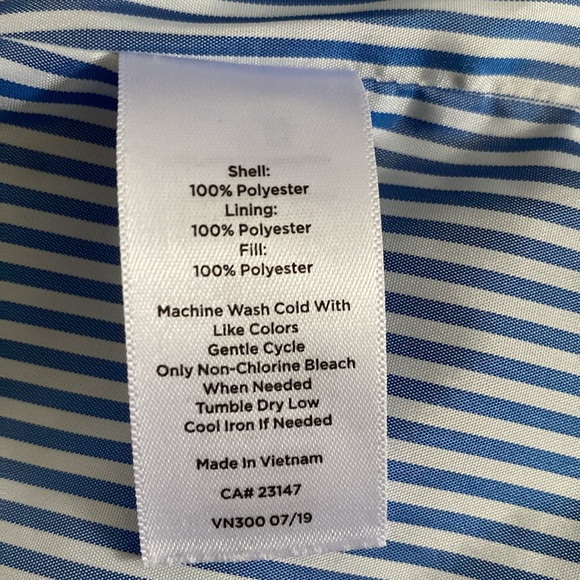 Shell:
100% Polyester
Lining:
100% Polyester
Fill:
100% Polyester
Machine Wash Cold With
Like Colors
Gentle Cycle
Only Non-Chlorine Bleach
When Needed
Tumble Dry Low
Cool Iron If Needed
Made In Vietnam
CA# 23147
VN300 07/19